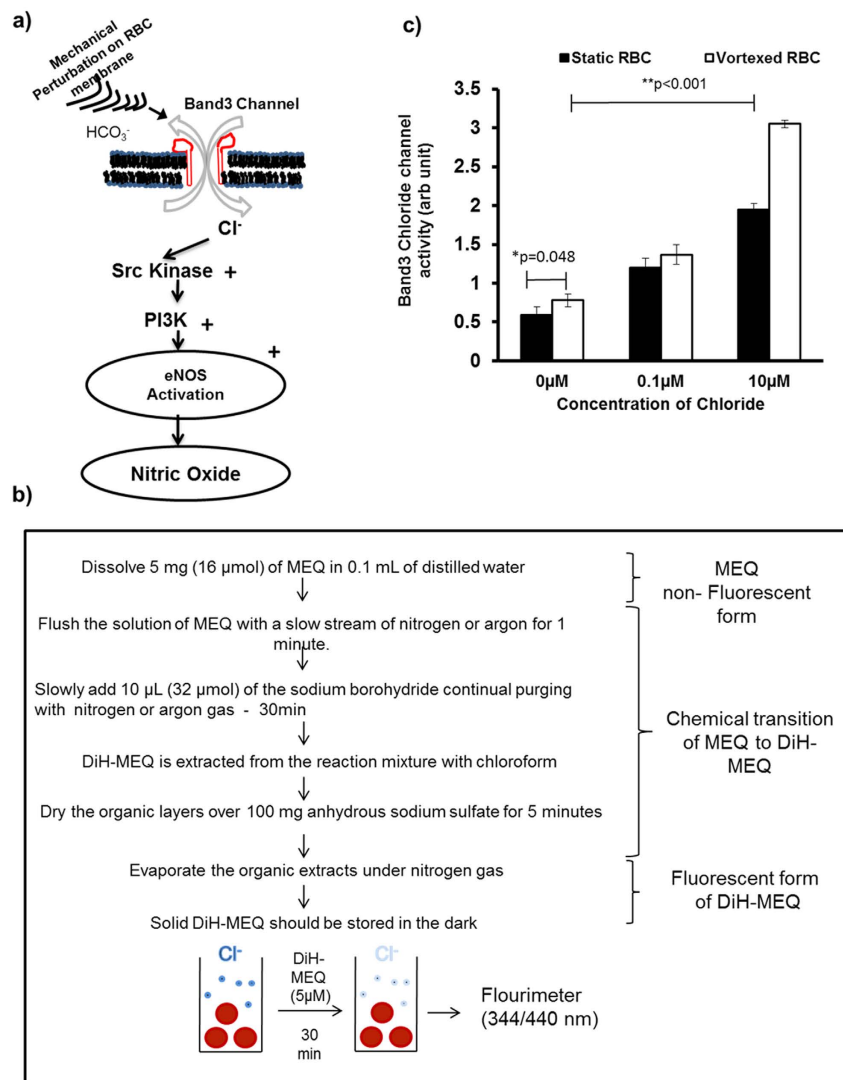 a)
Mechanical
Perturbation on RBC
membrane
Band3 Channel
HCO₃⁻
Cl⁻
Src Kinase +
PI3K +
+
eNOS
Activation
Nitric Oxide
c)
Static RBC
Vortexed RBC
**p<0.001
*p=0.048
Band3 Chloride channel
activity (arb unit)
3.5
3
2.5
2
1.5
1
0.5
0
0µM
0.1µM
10µM
Concentration of Chloride
b)
Dissolve 5 mg (16 µmol) of MEQ in 0.1 mL of distilled water
Flush the solution of MEQ with a slow stream of nitrogen or argon for 1
minute.
Slowly add 10 µL (32 µmol) of the sodium borohydride continual purging
with nitrogen or argon gas - 30min
DiH-MEQ is extracted from the reaction mixture with chloroform
Dry the organic layers over 100 mg anhydrous sodium sulfate for 5 minutes
Evaporate the organic extracts under nitrogen gas
Solid DiH-MEQ should be stored in the dark
MEQ
non- Fluorescent
form
Chemical transition
of MEQ to DiH-
MEQ
Fluorescent form
of DiH-MEQ
Cl⁻
DiH-
MEQ
(5µM)
30
min
Cl⁻
Flourimeter
(344/440 nm)